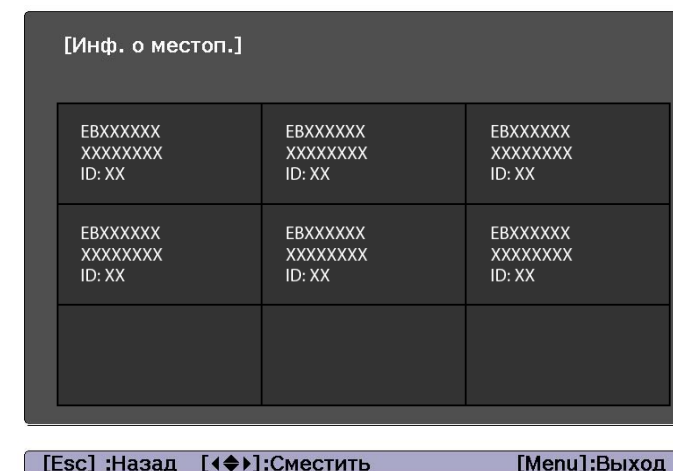 [Инф. о местоп.]
EBXXXXXX EBXXXXXX EBXXXXXX
XXXXXXXX XXXXXXXX XXXXXXXX
ID: XX ID: XX ID: XX
EBXXXXXX EBXXXXXX EBXXXXXX
XXXXXXXX XXXXXXXX XXXXXXXX
ID: XX ID: XX ID: XX
[Esc] :Назад [◀◆▶]:Сместить [Menu]:Выход